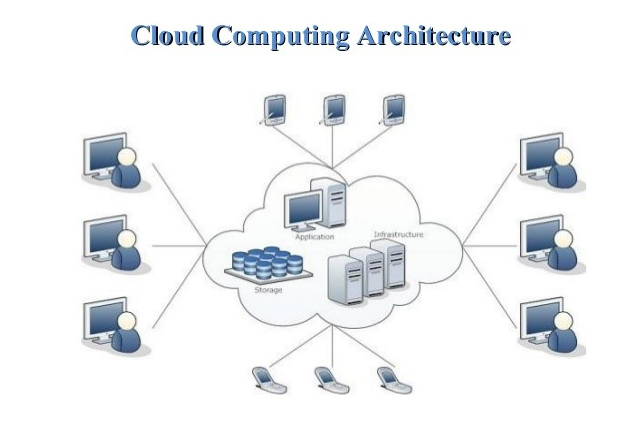 Cloud Computing Architecture
Application
Infrastructure
Storage